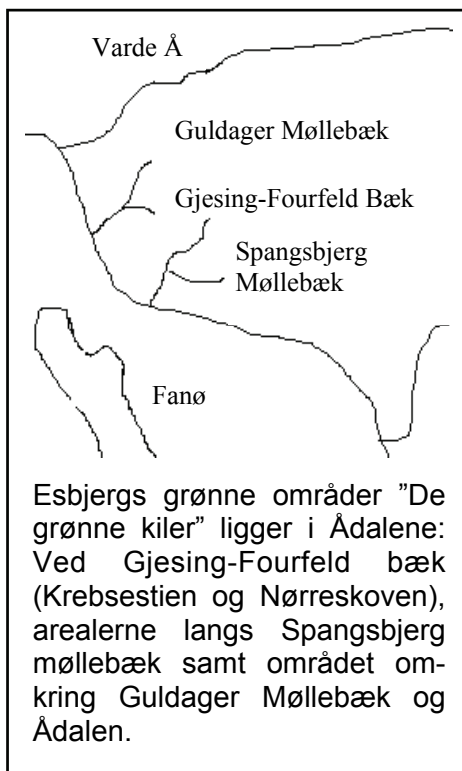 Varde Å
Guldager Møllebæk
Gjesing-Fourfeld Bæk
Spangsbjerg
Møllebæk
Fanø
Esbjergs grønne områder ”De
grønne kiler” ligger i Ådalene:
Ved Gjesing-Fourfeld bæk
(Krebsestien og Nørreskoven),
arealerne langs Spangsbjerg
møllebæk samt området om-
kring Guldager Møllebæk og
Ådalen.